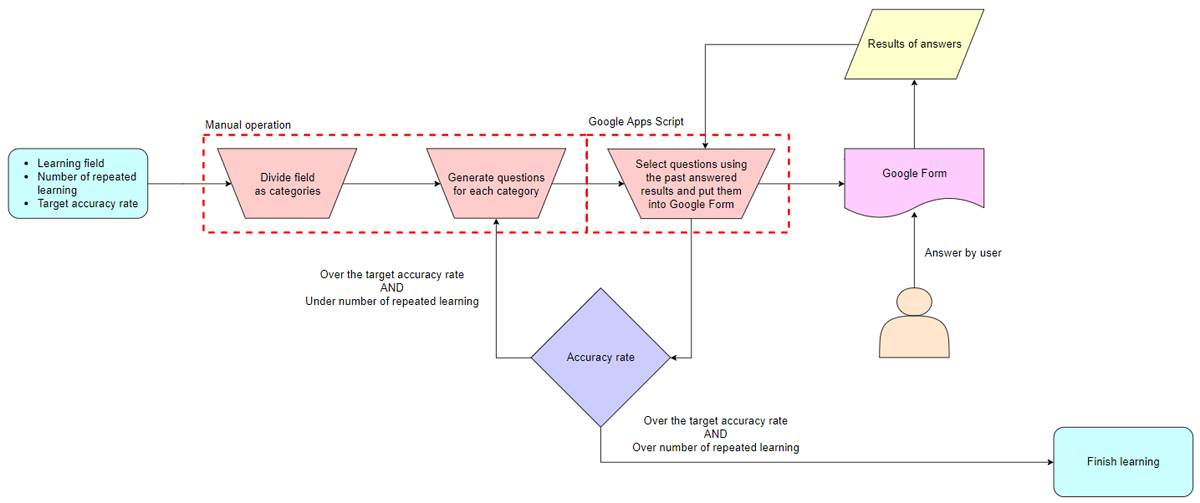 Results of answers
Manual operation
Google Apps Script
• Learning field
• Number of repeated
learning
• Target accuracy rate
Divide field
as categories
Generate questions
for each category
Select questions using
the past answered
results and put them
into Google Form
Google Form
Answer by user
Over the target accuracy rate
AND
Under number of repeated learning
Accuracy rate
Over the target accuracy rate
AND
Over number of repeated learning
Finish learning